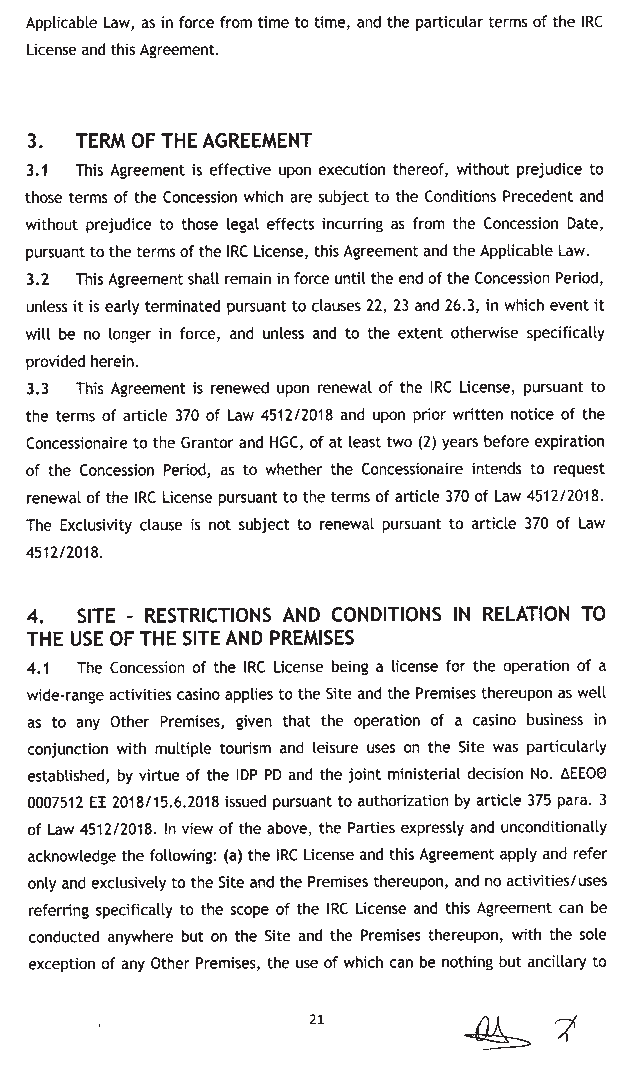 Applicable Law, as in force from time to time, and the particular terms of the IRC
License and this Agreement.
3. TERM OF THE AGREEMENT
3.1 This Agreement is effective upon execution thereof, without prejudice to
those terms of the Concession which are subject to the Conditions Precedent and
without prejudice to those legal effects incurring as from the Concession Date,
pursuant to the terms of the IRC License, this Agreement and the Applicable Law.
3.2 This Agreement shall remain in force until the end of the Concession Period,
unless it is early terminated pursuant to clauses 22, 23 and 26.3, in which event it
will be no longer in force, and unless and to the extent otherwise specifically
provided herein.
3.3 This Agreement is renewed upon renewal of the IRC License, pursuant to
the terms of article 370 of Law 4512/2018 and upon prior written notice of the
Concessionaire to the Grantor and HGC, of at least two (2) years before expiration
of the Concession Period, as to whether the Concessionaire intends to request
renewal of the IRC License pursuant to the terms of article 370 of Law 4512/2018.
The Exclusivity clause is not subject to renewal pursuant to article 370 of Law
4512/2018.
4. SITE - RESTRICTIONS AND CONDITIONS IN RELATION TO
THE USE OF THE SITE AND PREMISES
4.1 The Concession of the IRC License being a license for the operation of a
wide-range activities casino applies to the Site and the Premises thereupon as well
as to any Other Premises, given that the operation of a casino business in
conjunction with multiple tourism and leisure uses on the Site was particularly
established, by virtue of the IDP PD and the joint ministerial decision No. ΔΕΕΟΘ
0007512 ΕΞ 2018/15.6.2018 issued pursuant to authorization by article 375 para. 3
of Law 4512/2018. In view of the above, the Parties expressly and unconditionally
acknowledge the following: (a) the IRC License and this Agreement apply and refer
only and exclusively to the Site and the Premises thereupon, and no activities/uses
referring specifically to the scope of the IRC License and this Agreement can be
conducted anywhere but on the Site and the Premises thereupon, with the sole
exception of any Other Premises, the use of which can be nothing but ancillary to
21